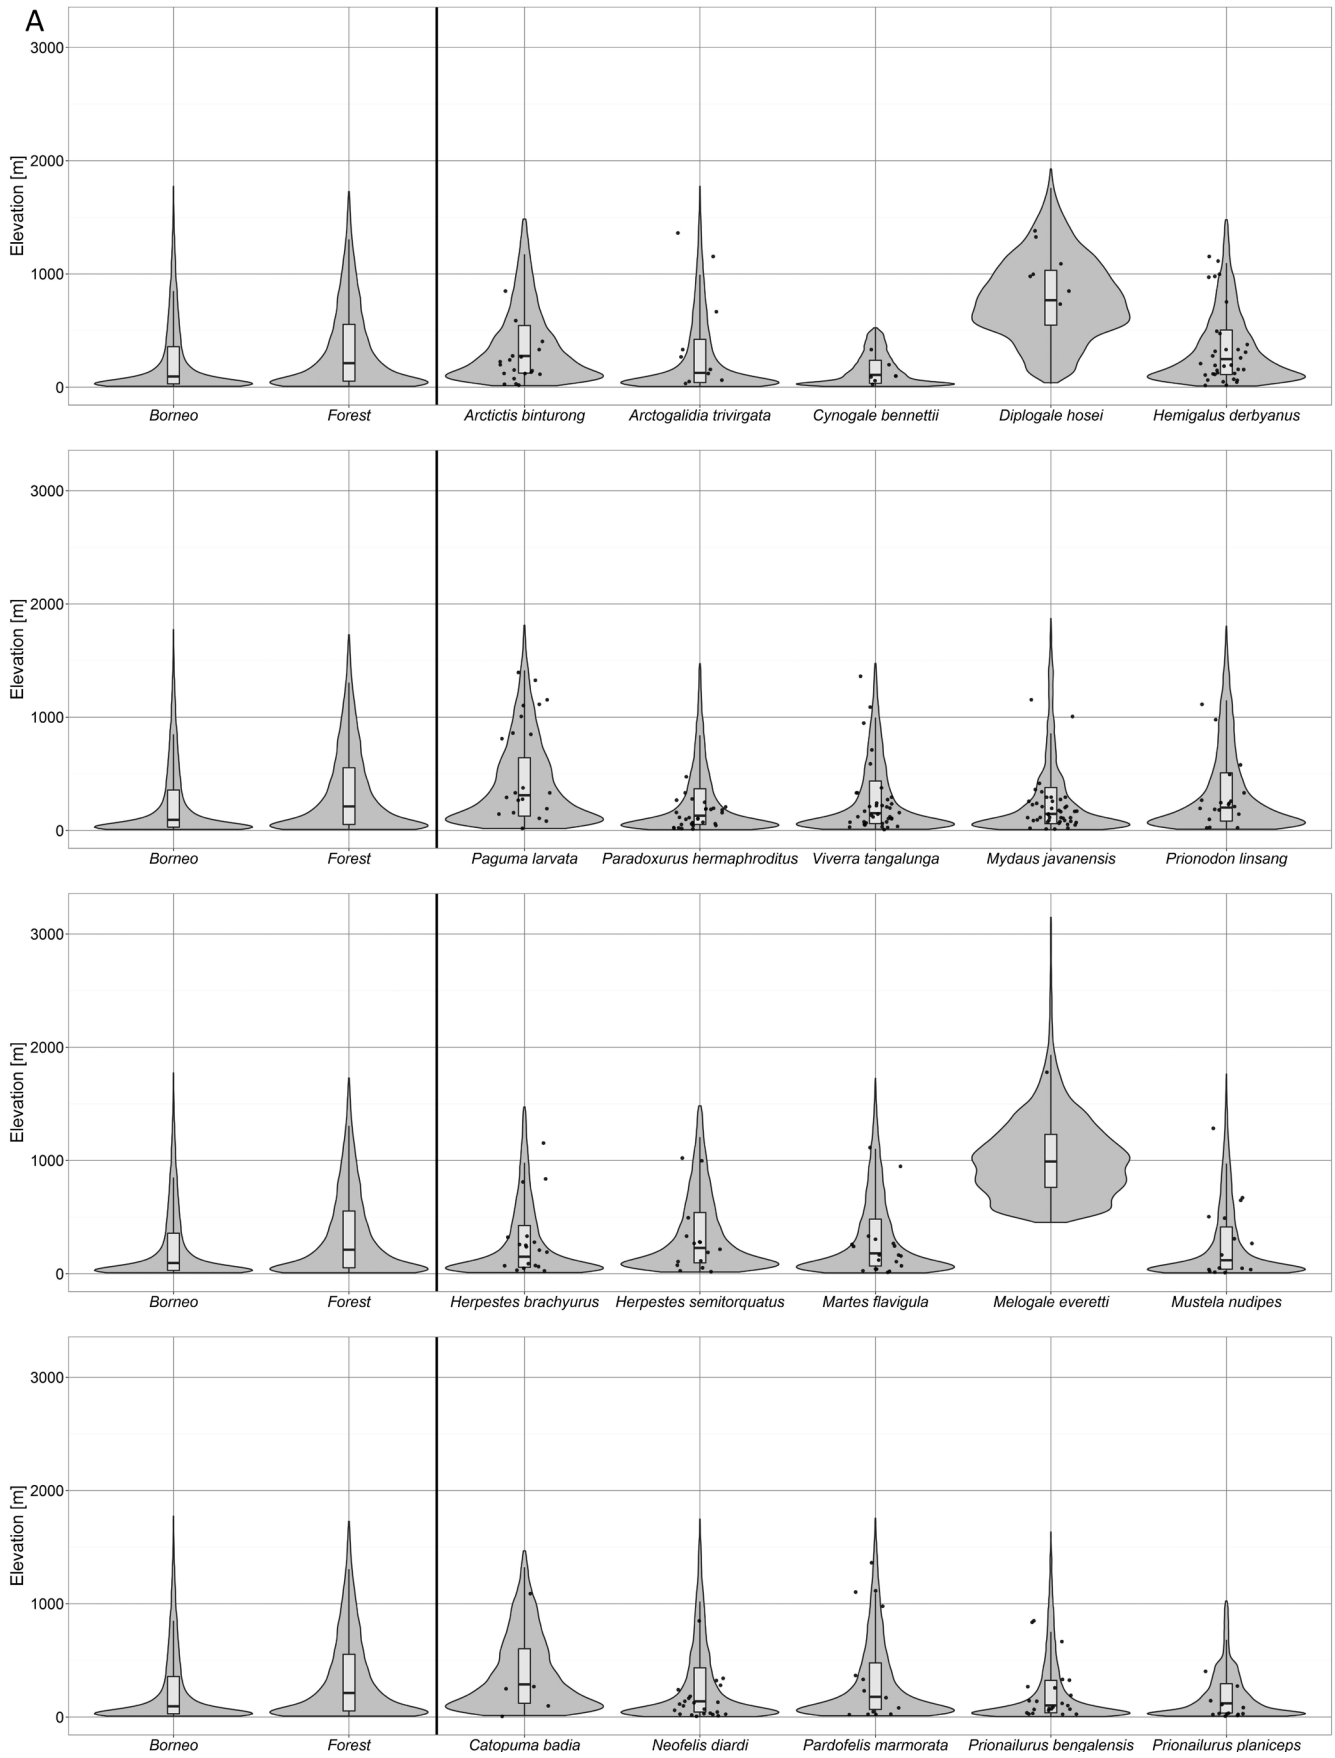 A
3000
2000
1000
0
Elevation [m]
Borneo Forest Arctictis binturong Arctogalidia trivirgata Cynogale bennettii Diplogale hosei Hemigalus derbyanus
3000
2000
1000
0
Elevation [m]
Borneo Forest Paguma larvata Paradoxurus hermaphroditus Viverra tangalunga Mydaus javanensis Prionodon linsang
3000
2000
1000
0
Elevation [m]
Borneo Forest Herpestes brachyurus Herpestes semitorquatus Martes flavigula Melogale everetti Mustela nudipes
3000
2000
1000
0
Elevation [m]
Borneo Forest Catopuma badia Neofelis diardi Pardofelis marmorata Prionailurus bengalensis Prionailurus planiceps